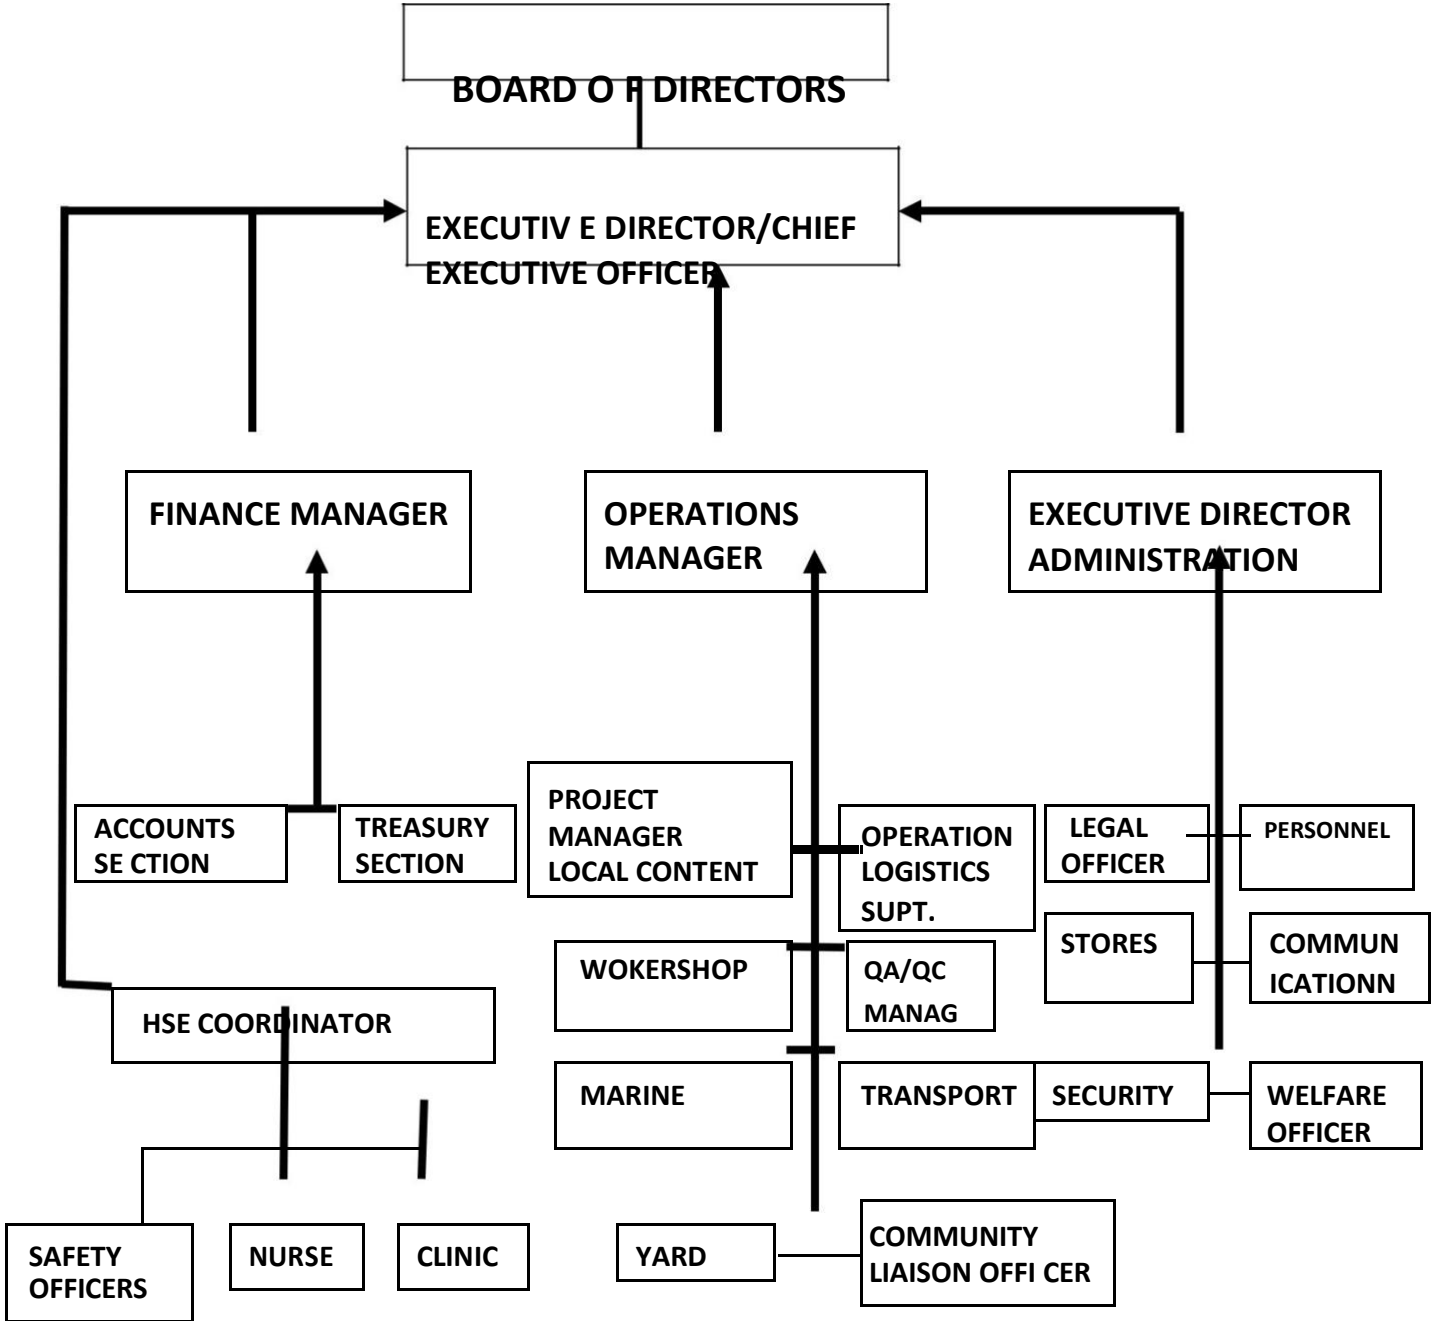 BOARD O F DIRECTORS
EXECUTIV E DIRECTOR/CHIEF
EXECUTIVE OFFICER
FINANCE MANAGER
OPERATIONS
MANAGER
EXECUTIVE DIRECTOR
ADMINISTRATION
ACCOUNTS
SE CTION
TREASURY
SECTION
PROJECT
MANAGER
LOCAL CONTENT
OPERATION
LOGISTICS
SUPT.
LEGAL
OFFICER
PERSONNEL
WOKERSHOP
QA/QC
MANAG
STORES
COMMUN
ICATIONN
HSE COORDINATOR
MARINE
TRANSPORT
SECURITY
WELFARE
OFFICER
SAFETY
OFFICERS
NURSE
CLINIC
YARD
COMMUNITY
LIAISON OFFI CER